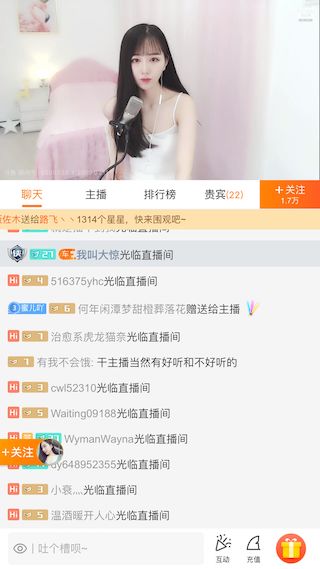 聊天 主播 排行榜 贵宾(22) +关注
1.7万
佐木送给路飞丶丶1314个星星,快来围观吧~
侠 27 车 我叫大惊光临直播间
Hi 4 516375yhc光临直播间
3 蜜儿吖 6 何年闲潭梦甜橙葬落花赠送给主播
Hi 7 治愈系虎龙猫奈光临直播间
7 有我不会饿: 干主播当然有好听和不好听的
Hi 3 cwl52310光临直播间
Hi 5 Waiting09188光临直播间
Hi WymanWayna光临直播间
+关注
dy648952355光临直播间
Hi 3 小衰灬光临直播间
Hi 5 温酒暖开人心光临直播间
吐个槽呗~
互动 充值